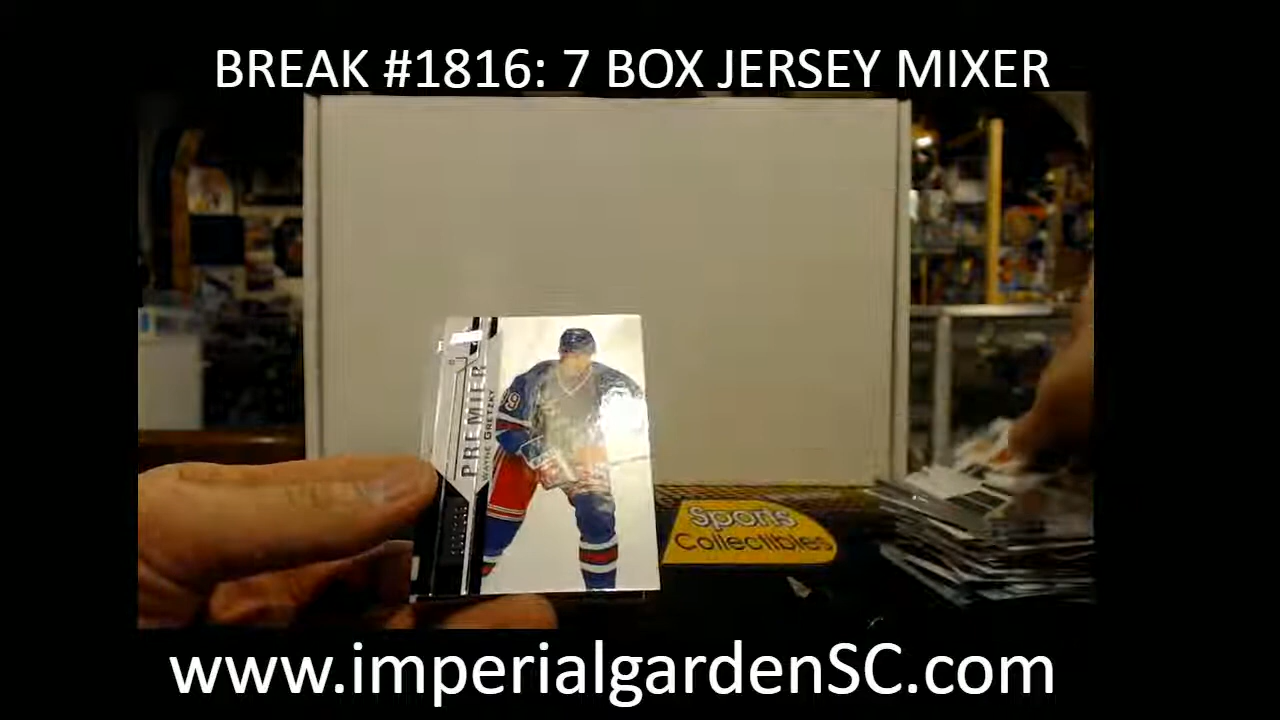 BREAK #1816: 7 BOX JERSEY MIXER
PREMIER
WAYNE GRETZKY
Sports
Collectibles
www.imperialgardenSC.com